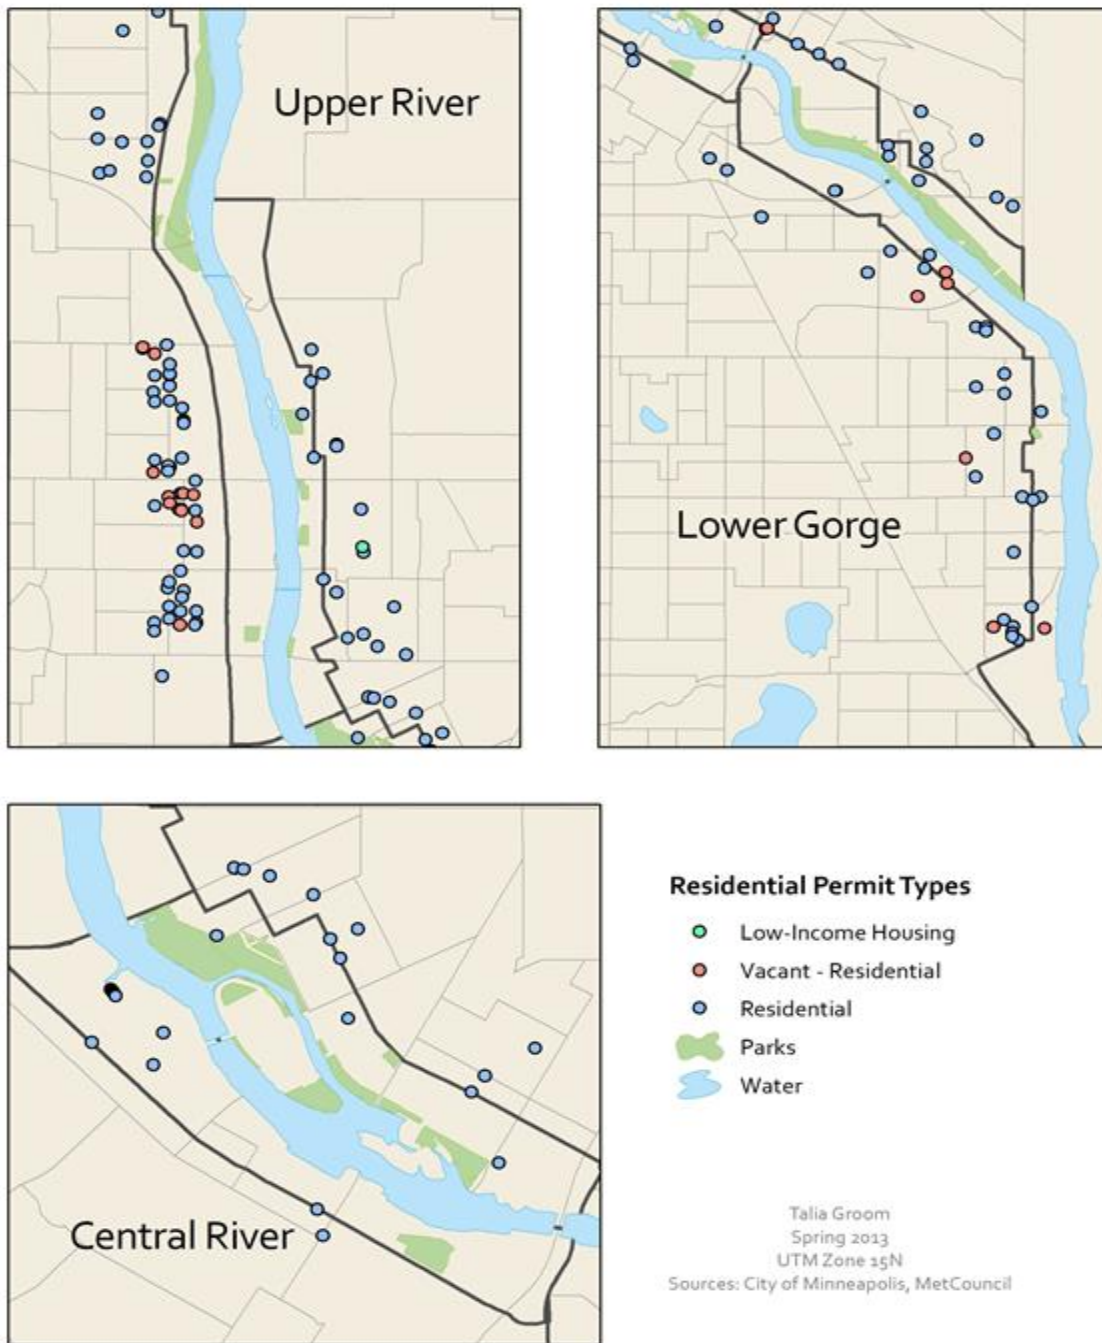 Upper River
Lower Gorge
Central River
Residential Permit Types
Low-Income Housing
Vacant - Residential
Residential
Parks
Water
Talia Groom
Spring 2013
UTM Zone 15N
Sources: City of Minneapolis, MetCouncil